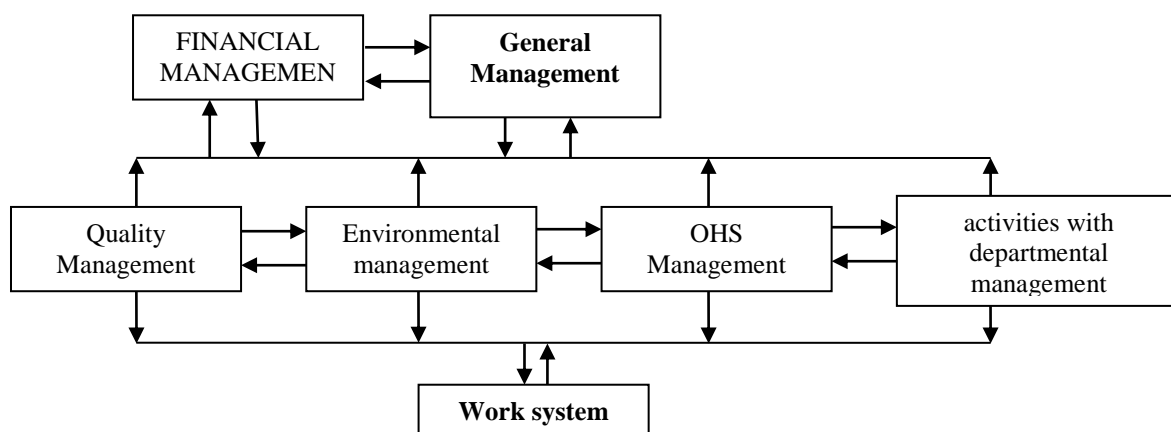 FINANCIAL
MANAGEMEN
General
Management
Quality
Management
Environmental
management
OHS
Management
activities with
departmental
management
Work system